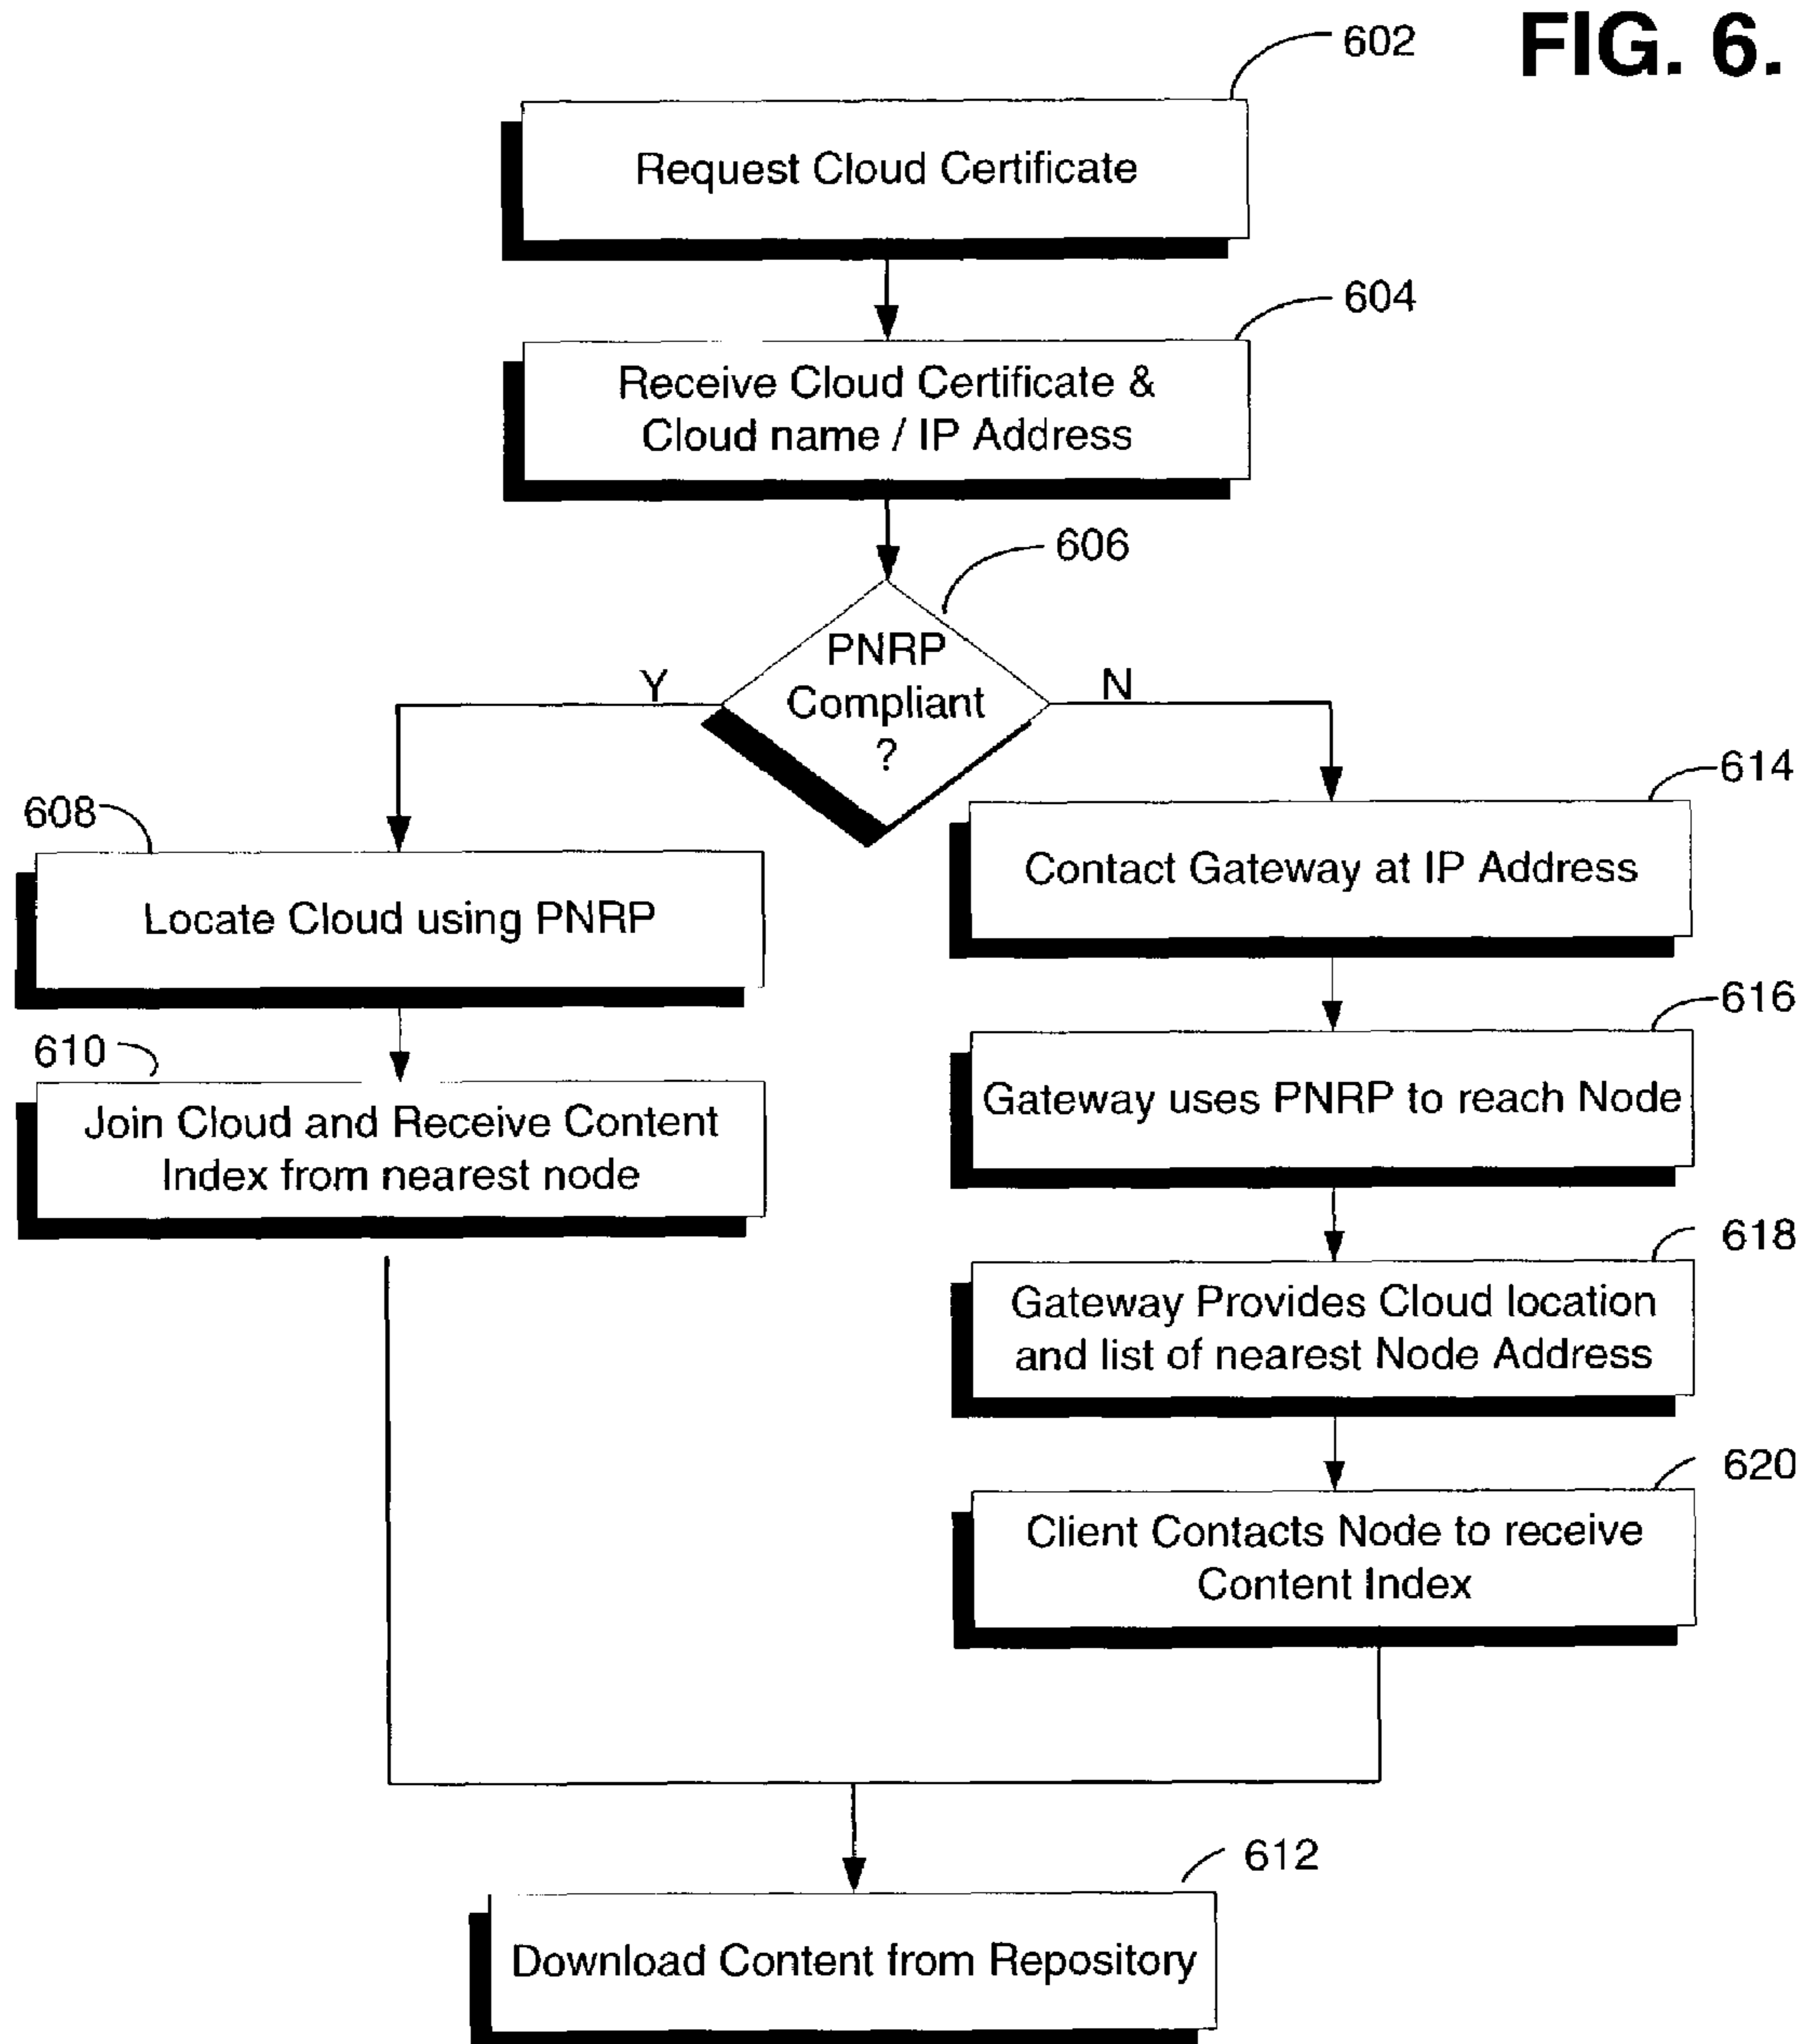 FIG. 6.
602
Request Cloud Certificate
604
Receive Cloud Certificate &
Cloud name / IP Address
606
PNRP
Compliant
?
Y
N
608
Locate Cloud using PNRP
610
Join Cloud and Receive Content
Index from nearest node
614
Contact Gateway at IP Address
616
Gateway uses PNRP to reach Node
618
Gateway Provides Cloud location
and list of nearest Node Address
620
Client Contacts Node to receive
Content Index
612
Download Content from Repository